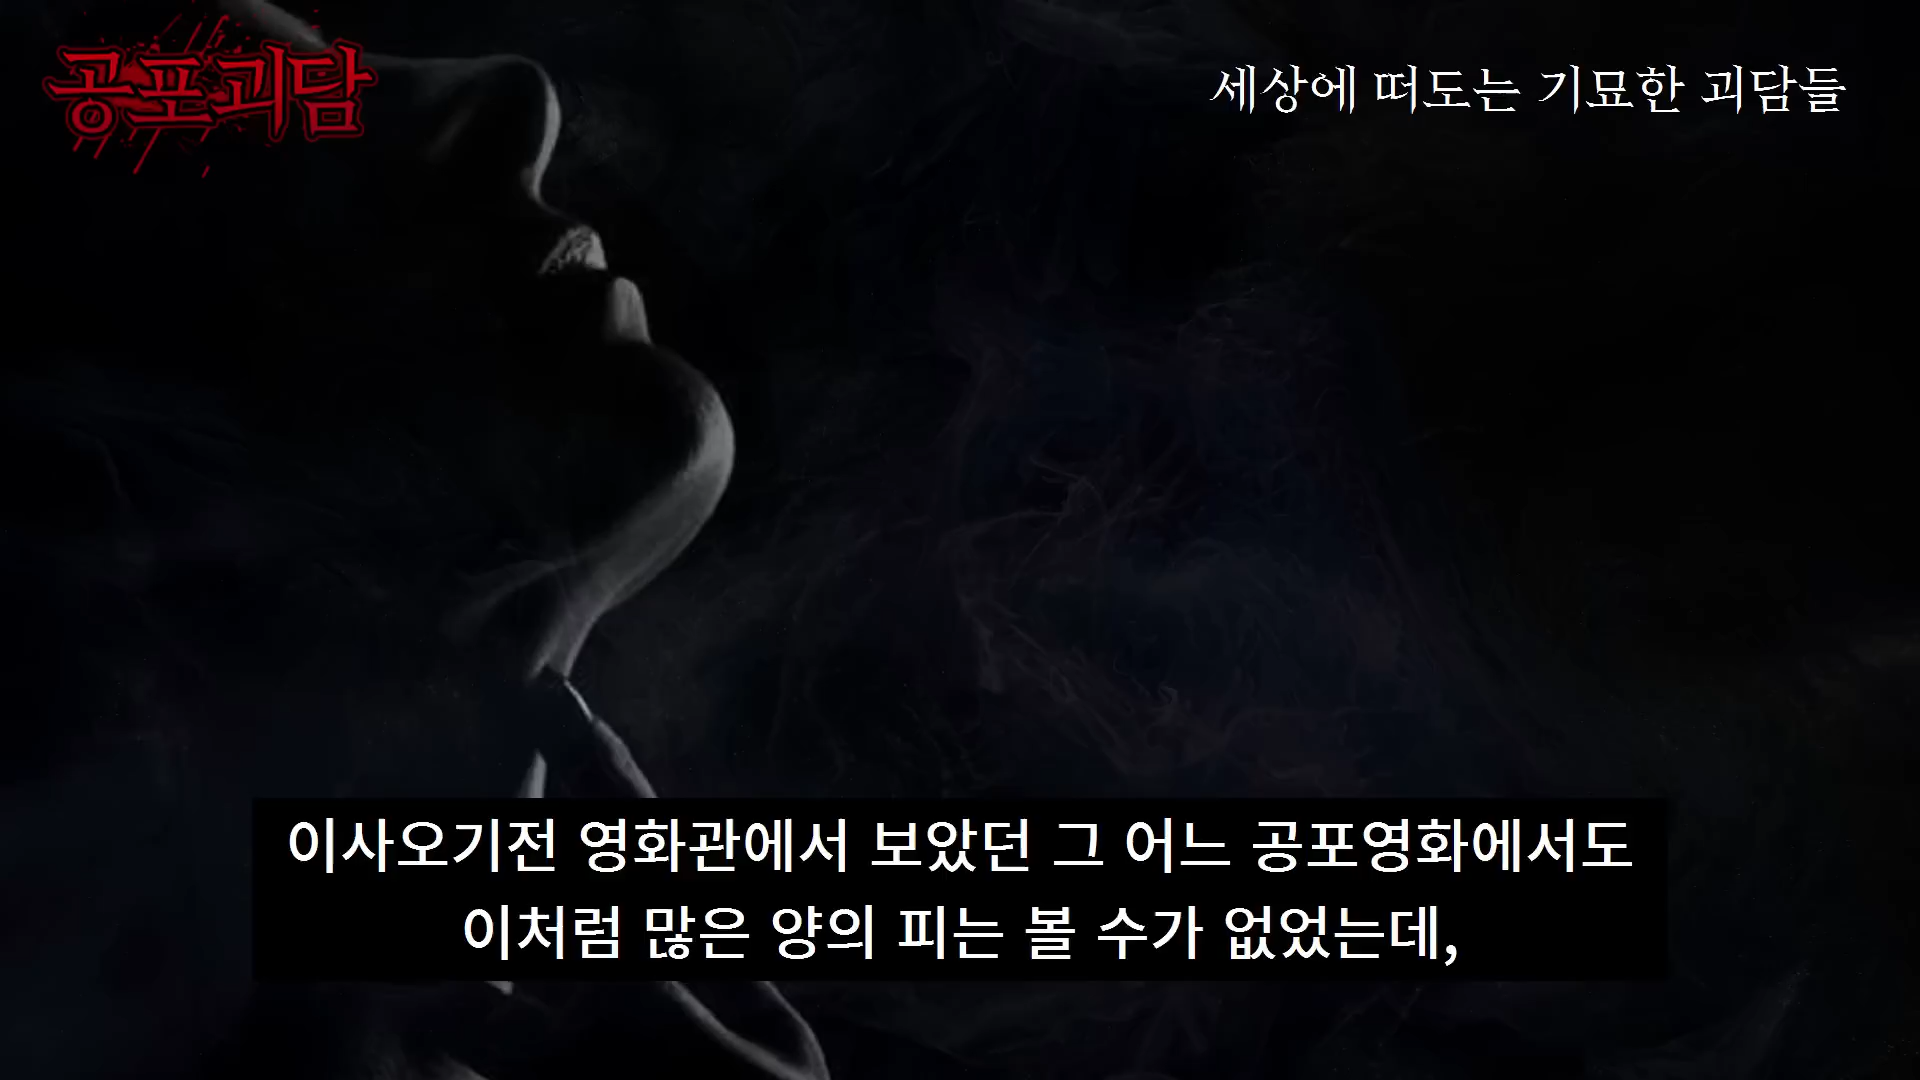 공포괴담
세상에 떠도는 기묘한 괴담들
이사오기전 영화관에서 보았던 그 어느 공포영화에서도
이처럼 많은 양의 피는 볼 수가 없었는데,